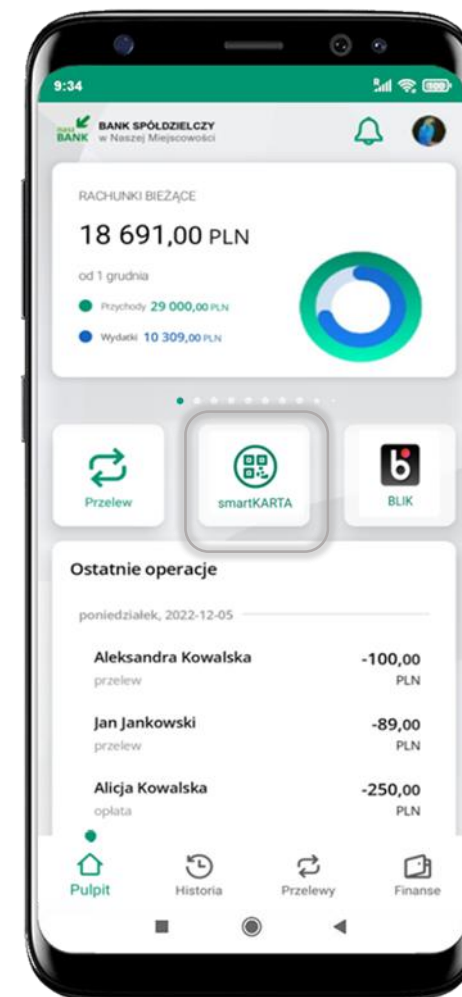 9:34
nasz BANK
BANK SPÓŁDZIELCZY
w Naszej Miejscowości
RACHUNKI BIEŻĄCE
18 691,00 PLN
od 1 grudnia
Przychody 29 000,00 PLN
Wydatki 10 309,00 PLN
Przelew
smartKARTA
BLIK
Ostatnie operacje
poniedziałek, 2022-12-05
Aleksandra Kowalska -100,00
przelew PLN
Jan Jankowski -89,00
przelew PLN
Alicja Kowalska -250,00
opłata PLN
Pulpit Historia Przelewy Finanse